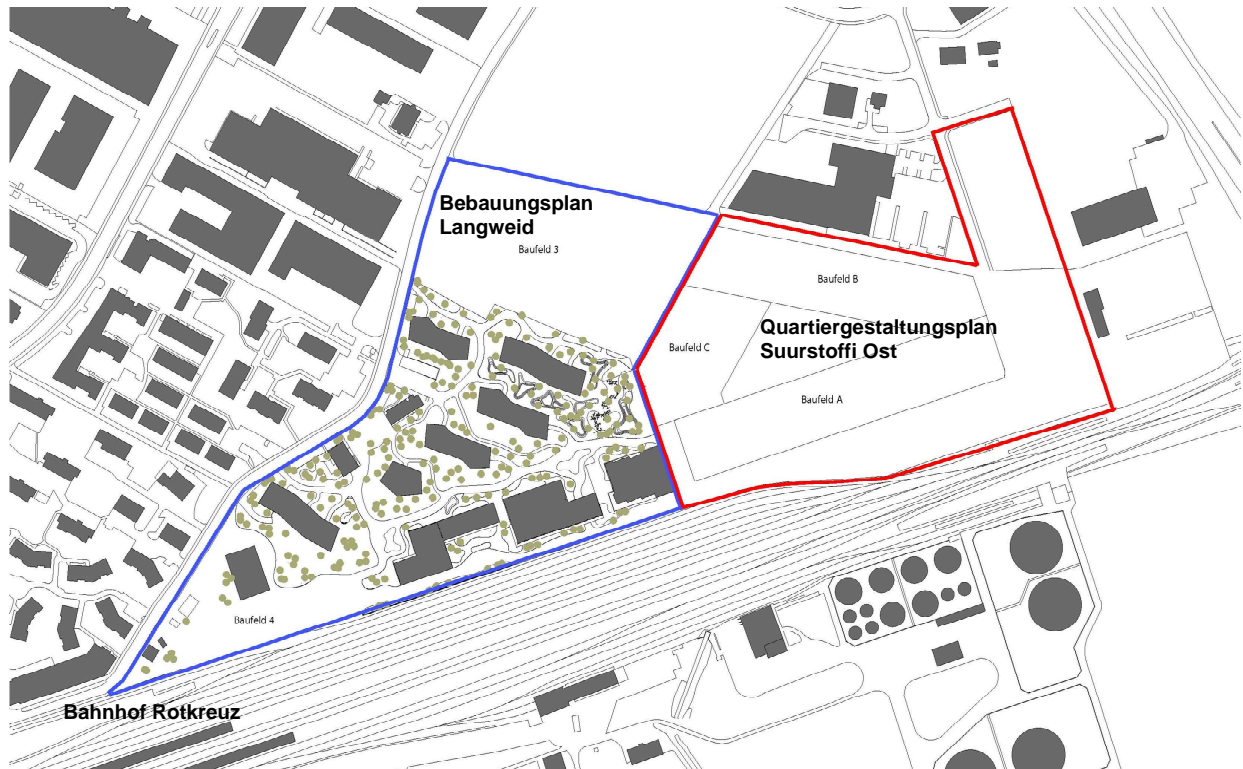 Bebauungsplan
Langweid
Baufeld 3
Baufeld B
Quartiergestaltungsplan
Suurstoffi Ost
Baufeld C
Baufeld A
Baufeld 4
Bahnhof Rotkreuz